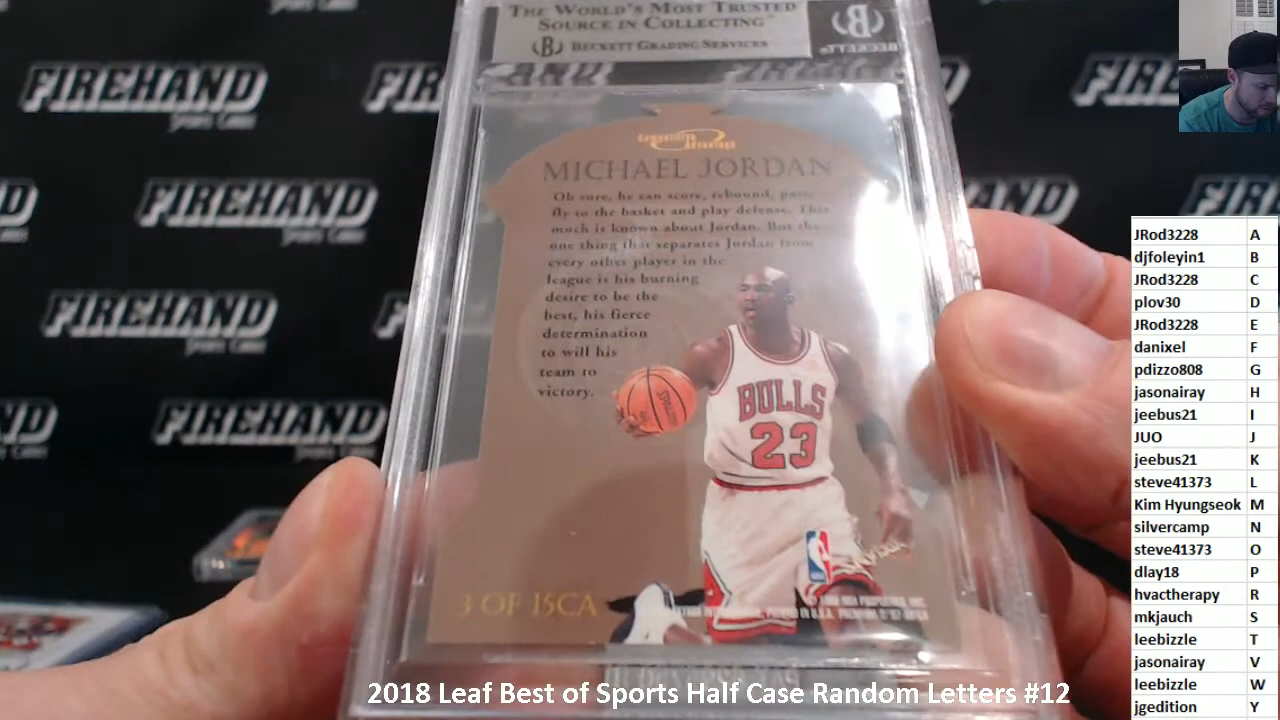 THE WORLD'S MOST TRUSTED
SOURCE IN COLLECTING™
BECKETT GRADING SERVICES
BECKETT
FIREHAND
FIREHAND
FIREHAND
FIREHAND
FIREHAND
Competitive
Advantage
MICHAEL JORDAN
Oh sure, he can score, rebound, pass,
fly to the basket and play defense. This
much is known about Jordan. But the
one thing that separates Jordan from
every other player in the
league is his burning
desire to be the
best, his fierce
determination
to will his
team to
victory.
SPALDING
BULLS
23
3 OF 15CA
2018 Leaf Best of Sports Half Case Random Letters #12
JRod3228 A
djfoleyin1 B
JRod3228 C
plov30 D
JRod3228 E
danixel F
pdizzo808 G
jasonairay H
jeebus21 I
JUO J
jeebus21 K
steve41373 L
Kim Hyungseok M
silvercamp N
steve41373 O
dlay18 P
hvactherapy R
mkjauch S
leebizzle T
jasonairay V
leebizzle W
jgedition Y